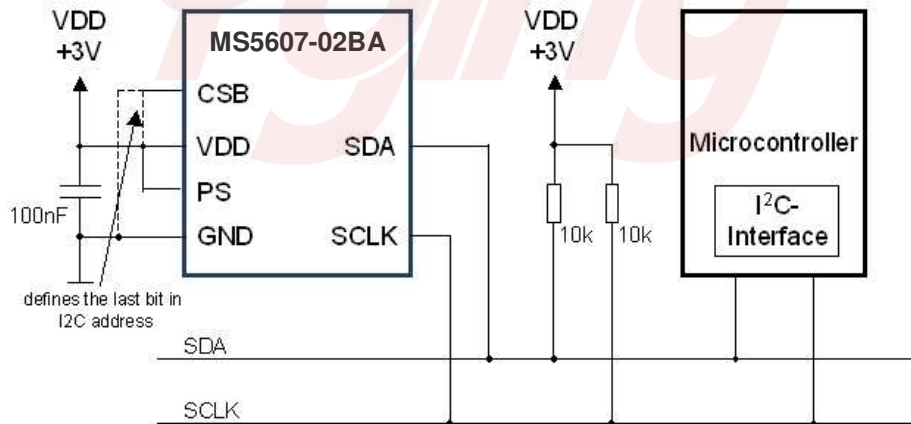 VDD
+3V
MS5607-02BA
CSB
VDD
SDA
PS
GND
SCLK
100nF
defines the last bit in
I2C address
VDD
+3V
10k
10k
Microcontroller
I²C-
Interface
SDA
SCLK